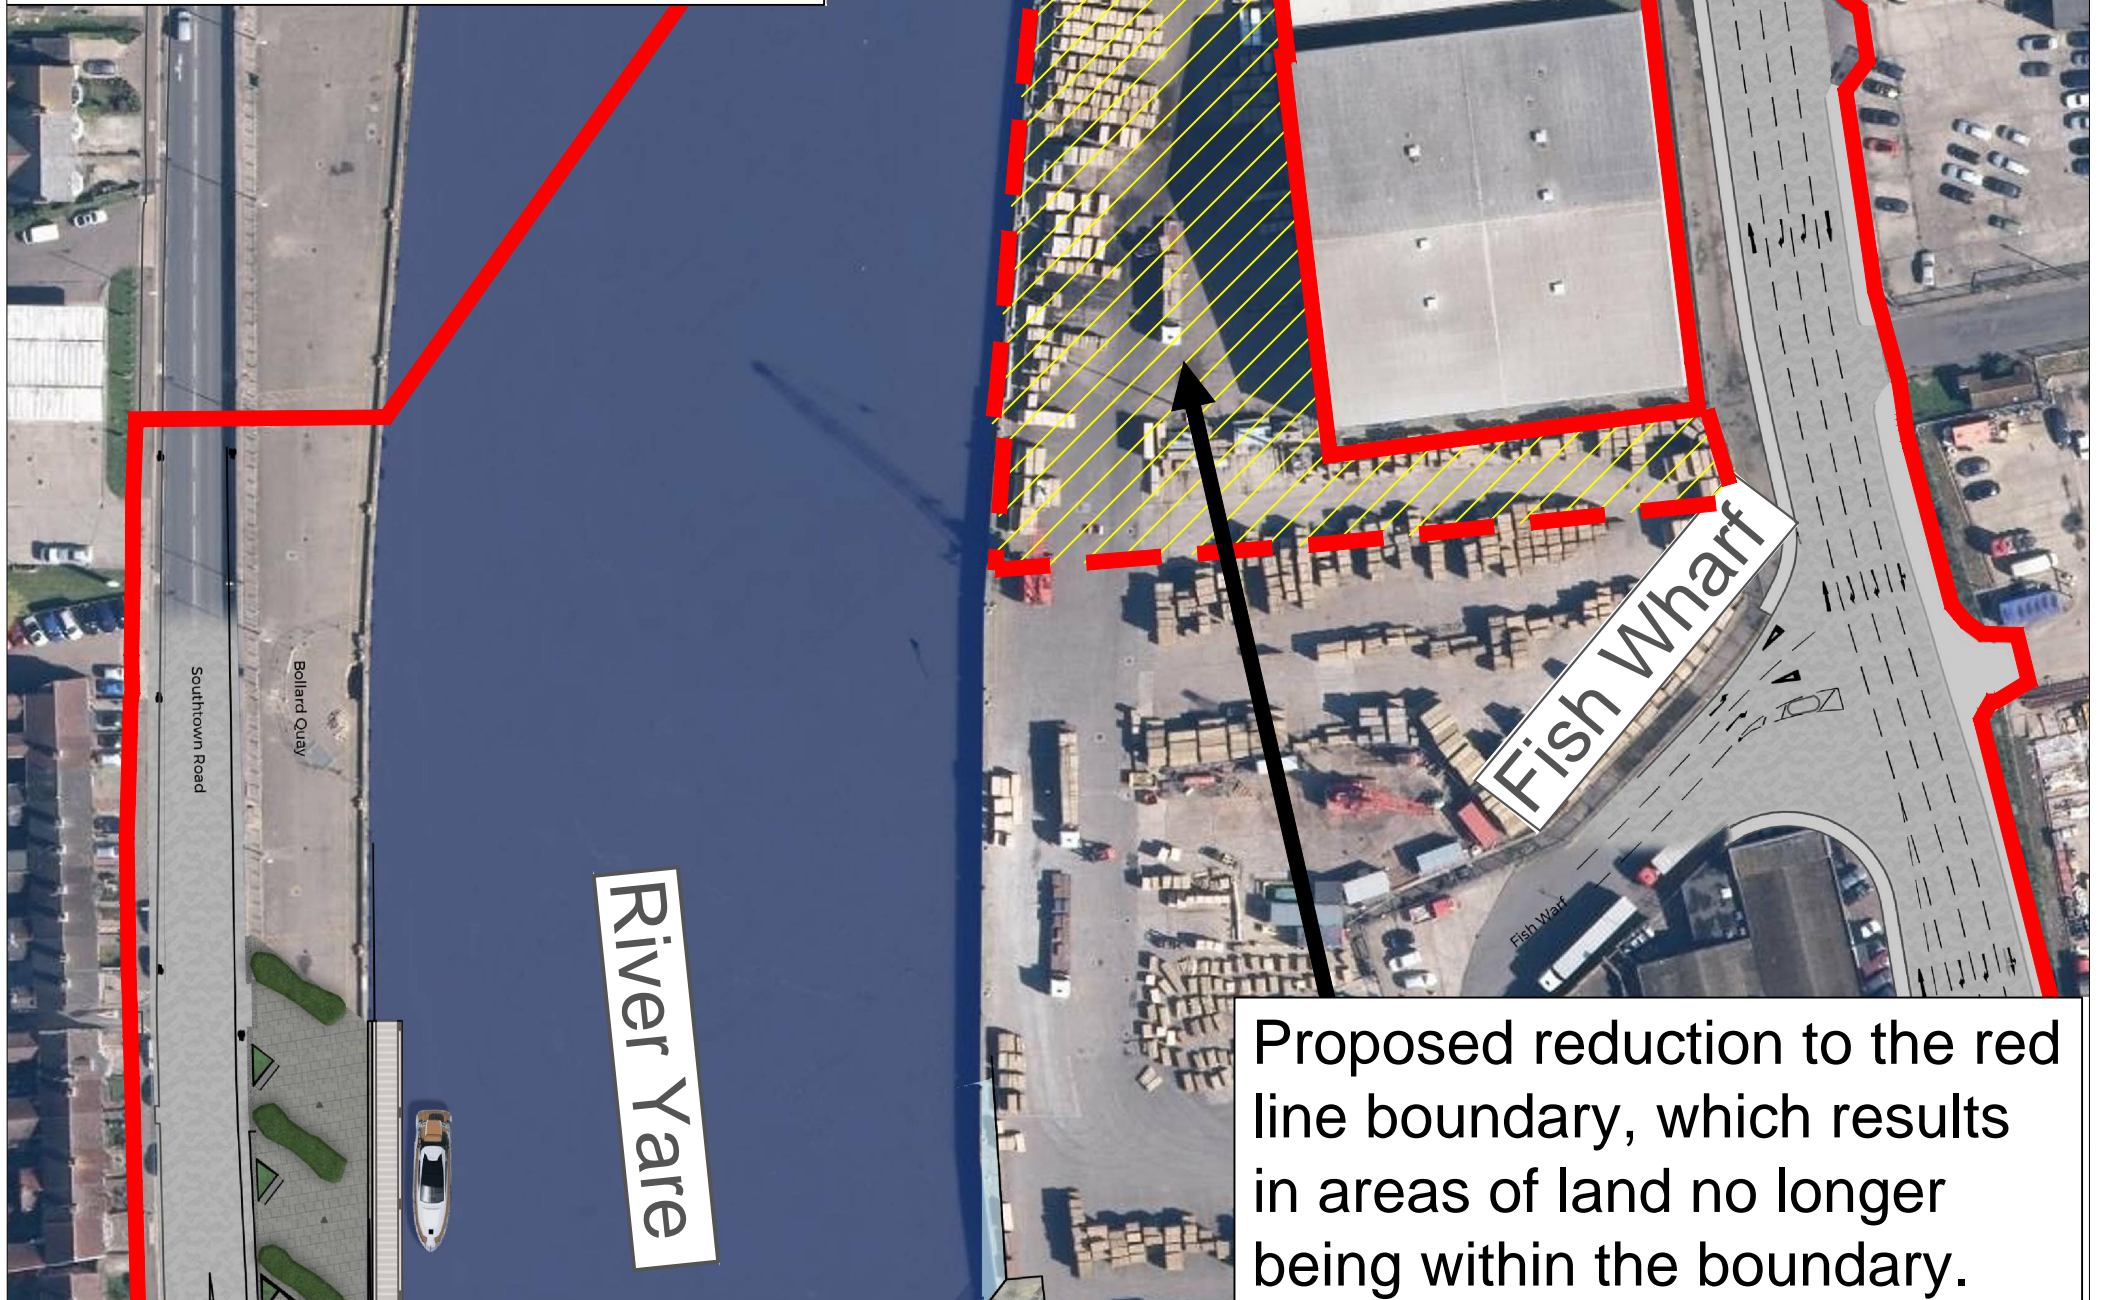 Southtown Road
Bollard Quay
River Yare
Fish Wharf
Fish Warf
Proposed reduction to the red
line boundary, which results
in areas of land no longer
being within the boundary.